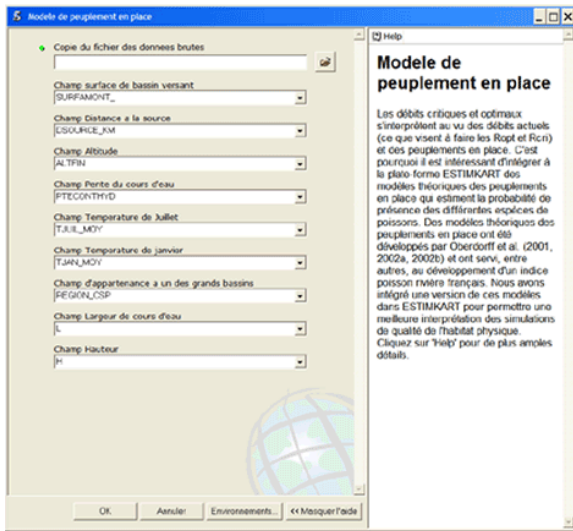 Modele de peuplement en place
Copie du fichier des donnees brutes
Champ surface de bassin versant
SURFAMONT_
Champ Distance a la source
DSOURCE_KM
Champ Altitude
ALTFIN
Champ Pente du cours d'eau
PTECONTHYD
Champ Temperature de Juillet
TJUIL_MOY
Champ Temperature de janvier
TJAN_MOY
Champ d'appartenance a un des grands bassins
REGION_CSP
Champ Largeur de cours d'eau
L
Champ Hauteur
H
OK
Annuler
Environnements...
<< Masquer l'aide
Help
Modele de
peuplement en place
Les débits critiques et optimaux
s'interprètent au vu des débits actuels
(ce que visent à faire les Ropt et Rcri)
et des peuplements en place. C'est
pourquoi il est intéressant d'intégrer à
la plate-forme ESTIMKART des
modèles théoriques des peuplements
en place qui estiment la probabilité de
présence des différentes espèces de
poissons. Des modèles théoriques des
peuplements en place ont été
développés par Oberdorff et al. (2001,
2002a, 2002b) et ont servi, entre
autres, au développement d'un indice
poisson rivière français. Nous avons
intégré une version de ces modèles
dans ESTIMKART pour permettre une
meilleure interprétation des simulations
de qualité de l'habitat physique.
Cliquez sur 'Help' pour de plus amples
détails.